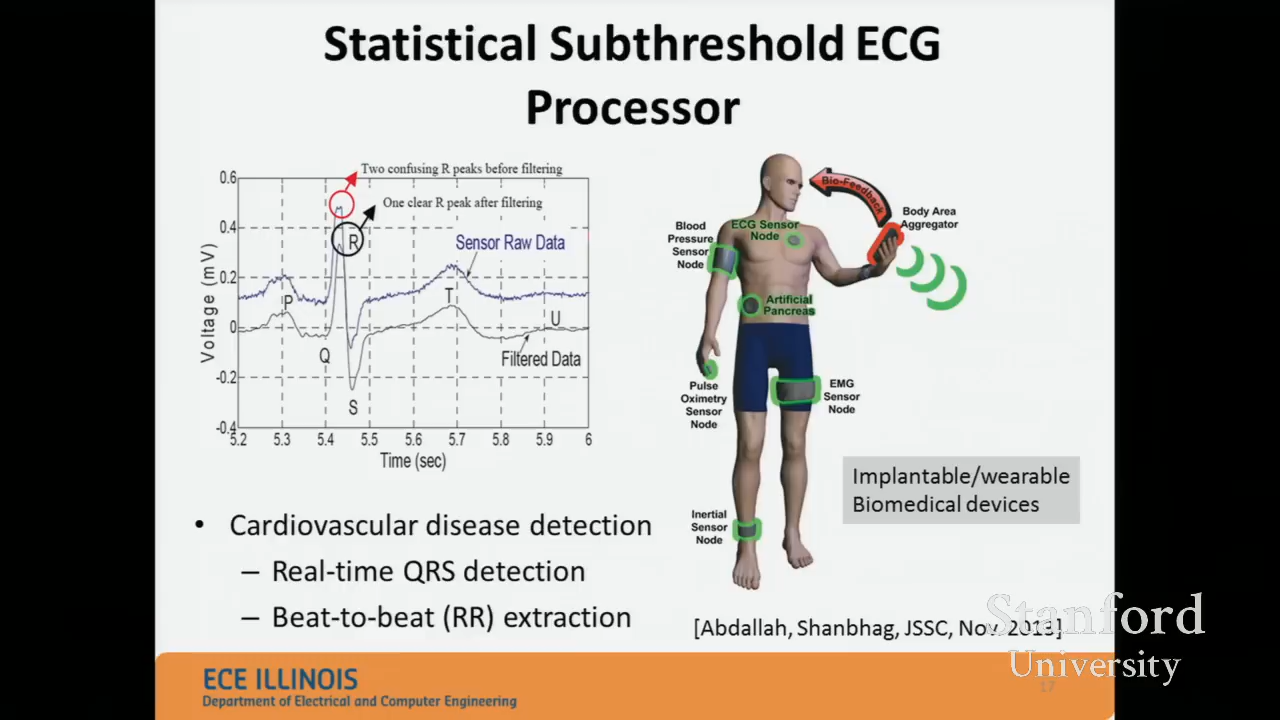 Statistical Subthreshold ECG
Processor
Two confusing R peaks before filtering
One clear R peak after filtering
0.6
0.4
0.2
0
-0.2
-0.4
Voltage (mV)
R
Sensor Raw Data
P
T
U
Q
Filtered Data
S
5.2 5.3 5.4 5.5 5.6 5.7 5.8 5.9 6
Time (sec)
Bio-Feedback
Body Area
Aggregator
Blood
Pressure
Sensor
Node
ECG Sensor
Node
Artificial
Pancreas
Pulse
Oximetry
Sensor
Node
EMG
Sensor
Node
Inertial
Sensor
Node
Implantable/wearable
Biomedical devices
• Cardiovascular disease detection
– Real-time QRS detection
– Beat-to-beat (RR) extraction
[Abdallah, Shanbhag, JSSC, Nov. 2013]
Stanford
University
17
ECE ILLINOIS
Department of Electrical and Computer Engineering